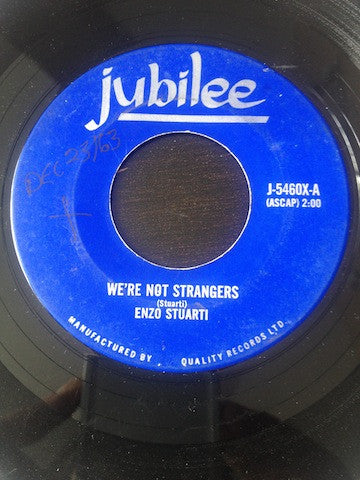 jubilee
DEC 23/63
J-5460X-A
(ASCAP) 2:00
WE'RE NOT STRANGERS
(Stuarti)
ENZO STUARTI
MANUFACTURED BY QUALITY RECORDS LTD.